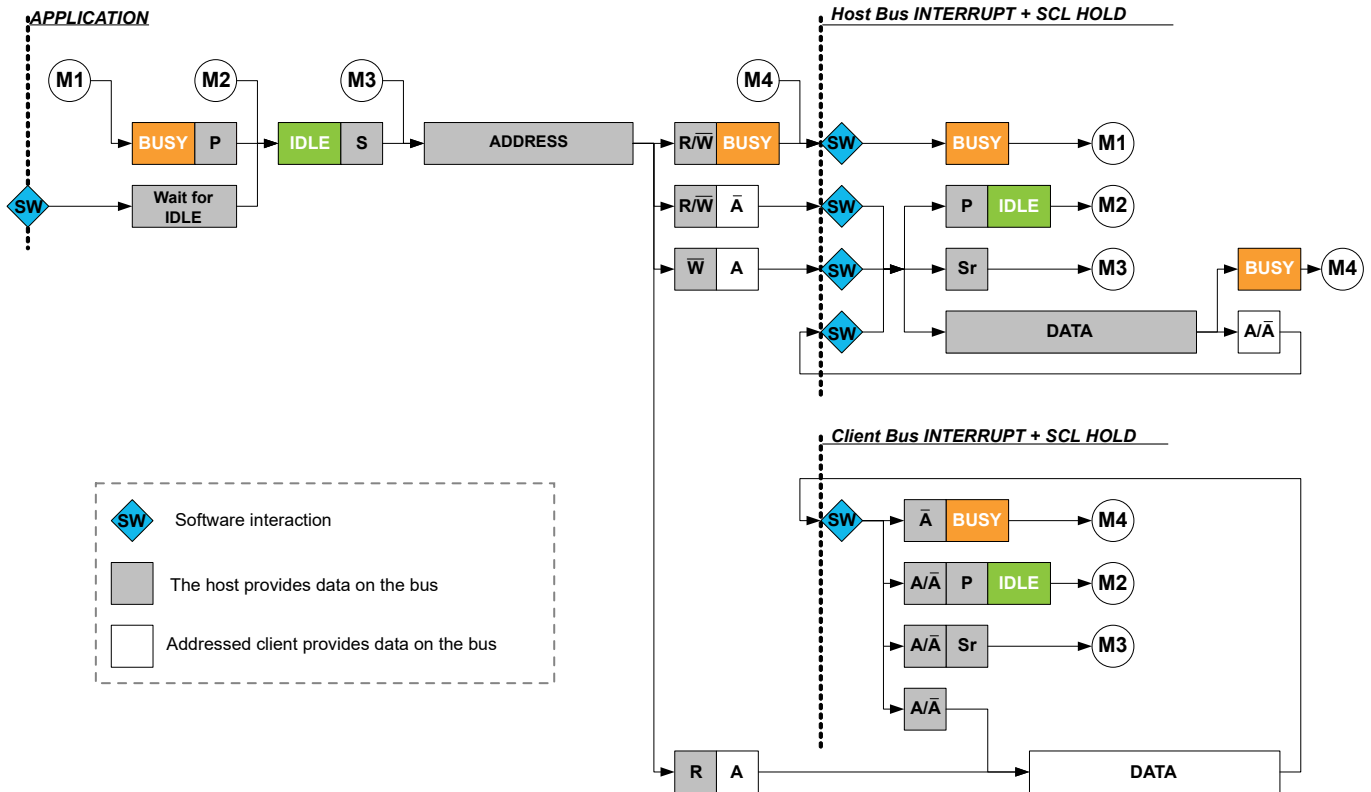 APPLICATION
Host Bus INTERRUPT + SCL HOLD
M1
M2
M3
M4
BUSY P
IDLE S
ADDRESS
R/W̅ BUSY
SW
BUSY
M1
SW
Wait for
IDLE
R/W̅ A̅
SW
P IDLE
M2
W̅ A
SW
Sr
M3
BUSY
M4
SW
DATA
A/A̅
Client Bus INTERRUPT + SCL HOLD
SW
A̅ BUSY
M4
A/A̅ P IDLE
M2
A/A̅ Sr
M3
A/A̅
R A
DATA
SW Software interaction
The host provides data on the bus
Addressed client provides data on the bus